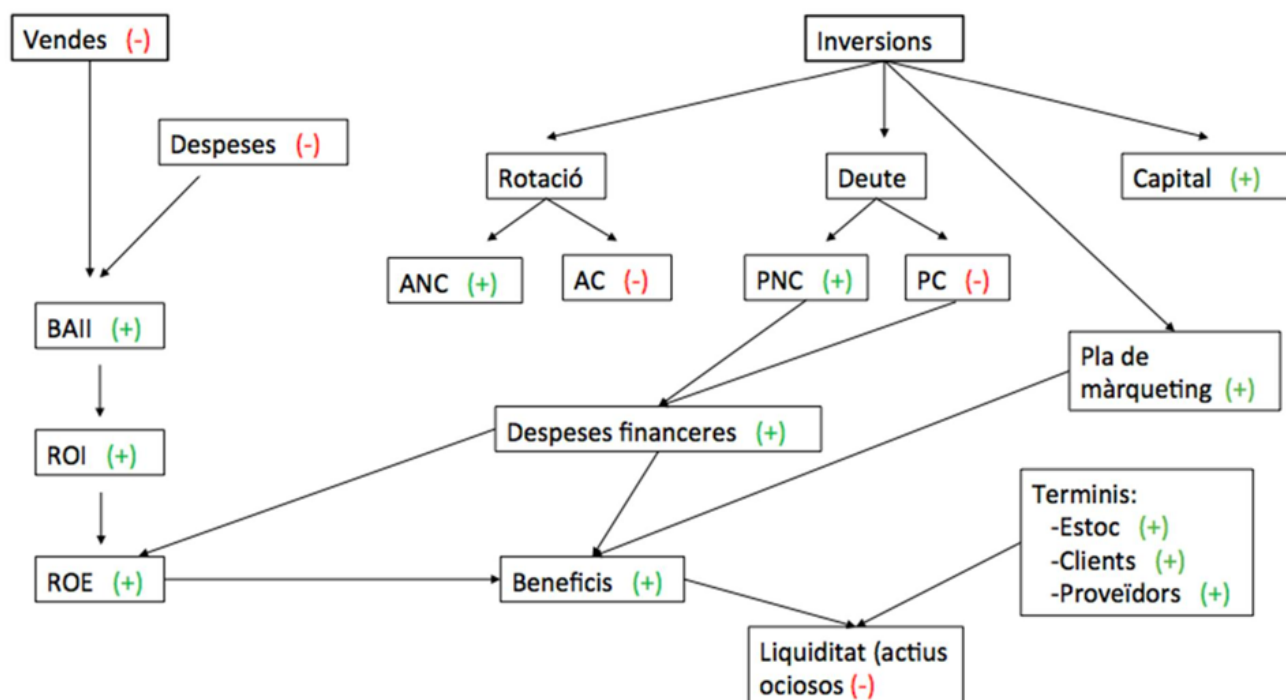 Vendes (-)
Inversions
Despeses (-)
Rotació
Deute
Capital (+)
ANC (+)
AC (-)
PNC (+)
PC (-)
BAII (+)
Pla de
màrqueting (+)
Despeses financeres (+)
ROI (+)
Terminis:
-Estoc (+)
-Clients (+)
-Proveïdors (+)
ROE (+)
Beneficis (+)
Liquiditat (actius
ociosos (-)